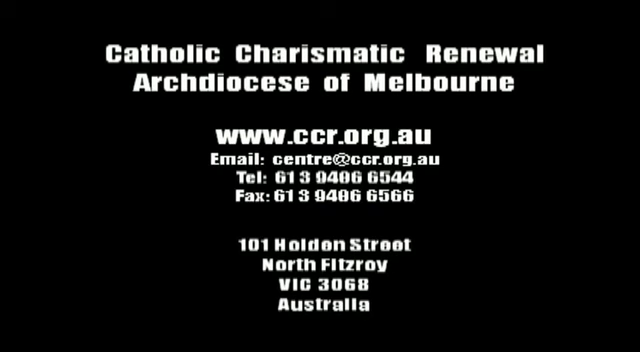 Catholic Charismatic Renewal
Archdiocese of Melbourne
www.ccr.org.au
Email: centre@ccr.org.au
Tel: 61 3 9486 6544
Fax: 61 3 9486 6566
101 Holden Street
North Fitzroy
VIC 3068
Australia